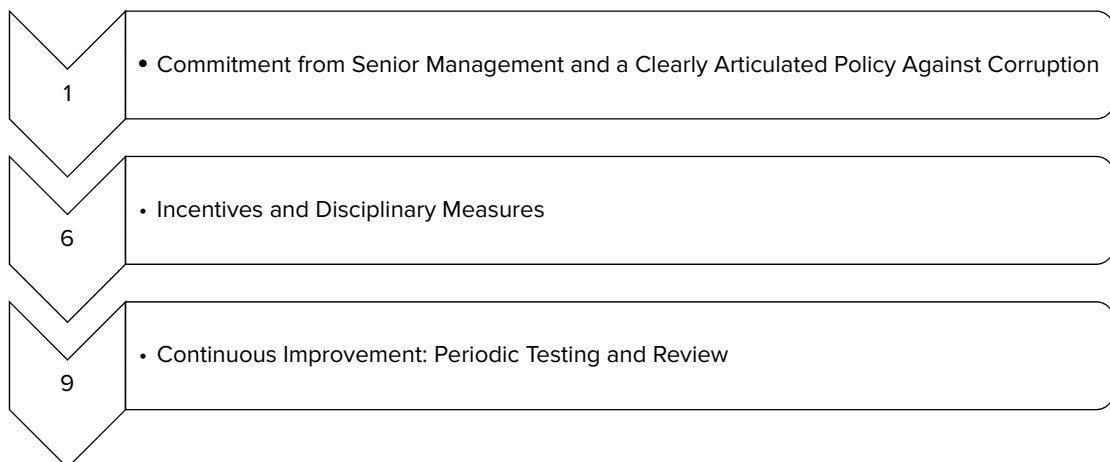 1
• Commitment from Senior Management and a Clearly Articulated Policy Against Corruption
6
• Incentives and Disciplinary Measures
9
• Continuous Improvement: Periodic Testing and Review